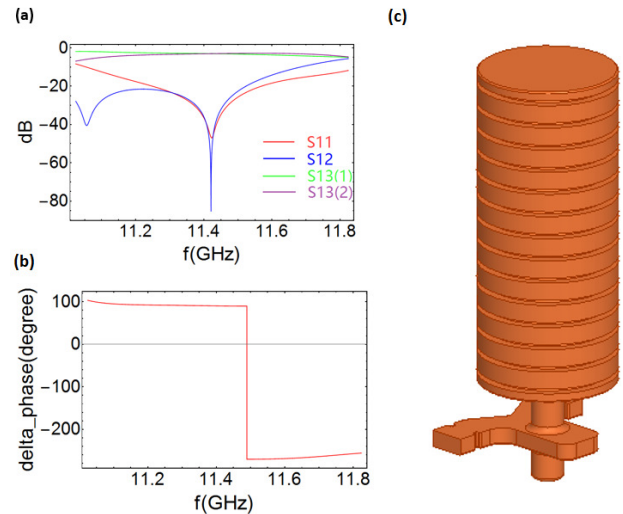 (a)
0
−20
−40
−60
−80
dB
S11
S12
S13(1)
S13(2)
11.2 11.4 11.6 11.8
f(GHz)
(b)
100
0
−100
−200
delta_phase(degree)
11.2 11.4 11.6 11.8
f(GHz)
(c)